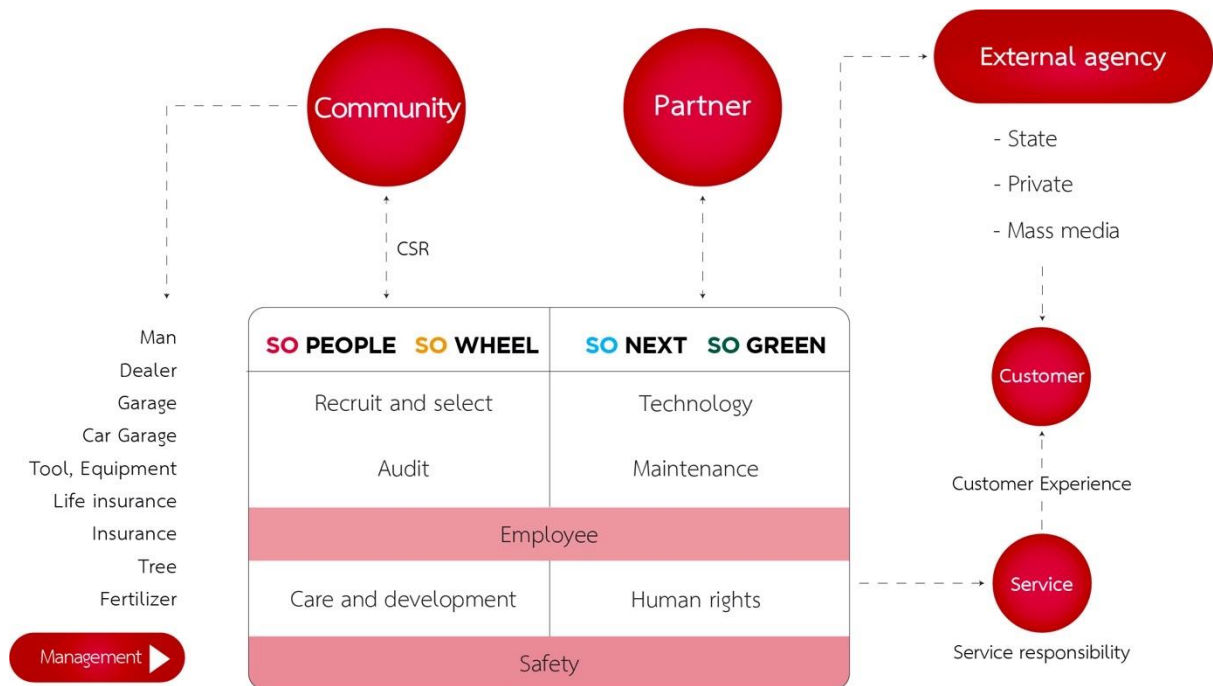 Community
Partner
External agency
- State
- Private
- Mass media
CSR
Man
Dealer
Garage
Car Garage
Tool, Equipment
Life insurance
Insurance
Tree
Fertilizer
Management
SO PEOPLE SO WHEEL
SO NEXT SO GREEN
Recruit and select
Technology
Audit
Maintenance
Employee
Care and development
Human rights
Safety
Customer
Customer Experience
Service
Service responsibility